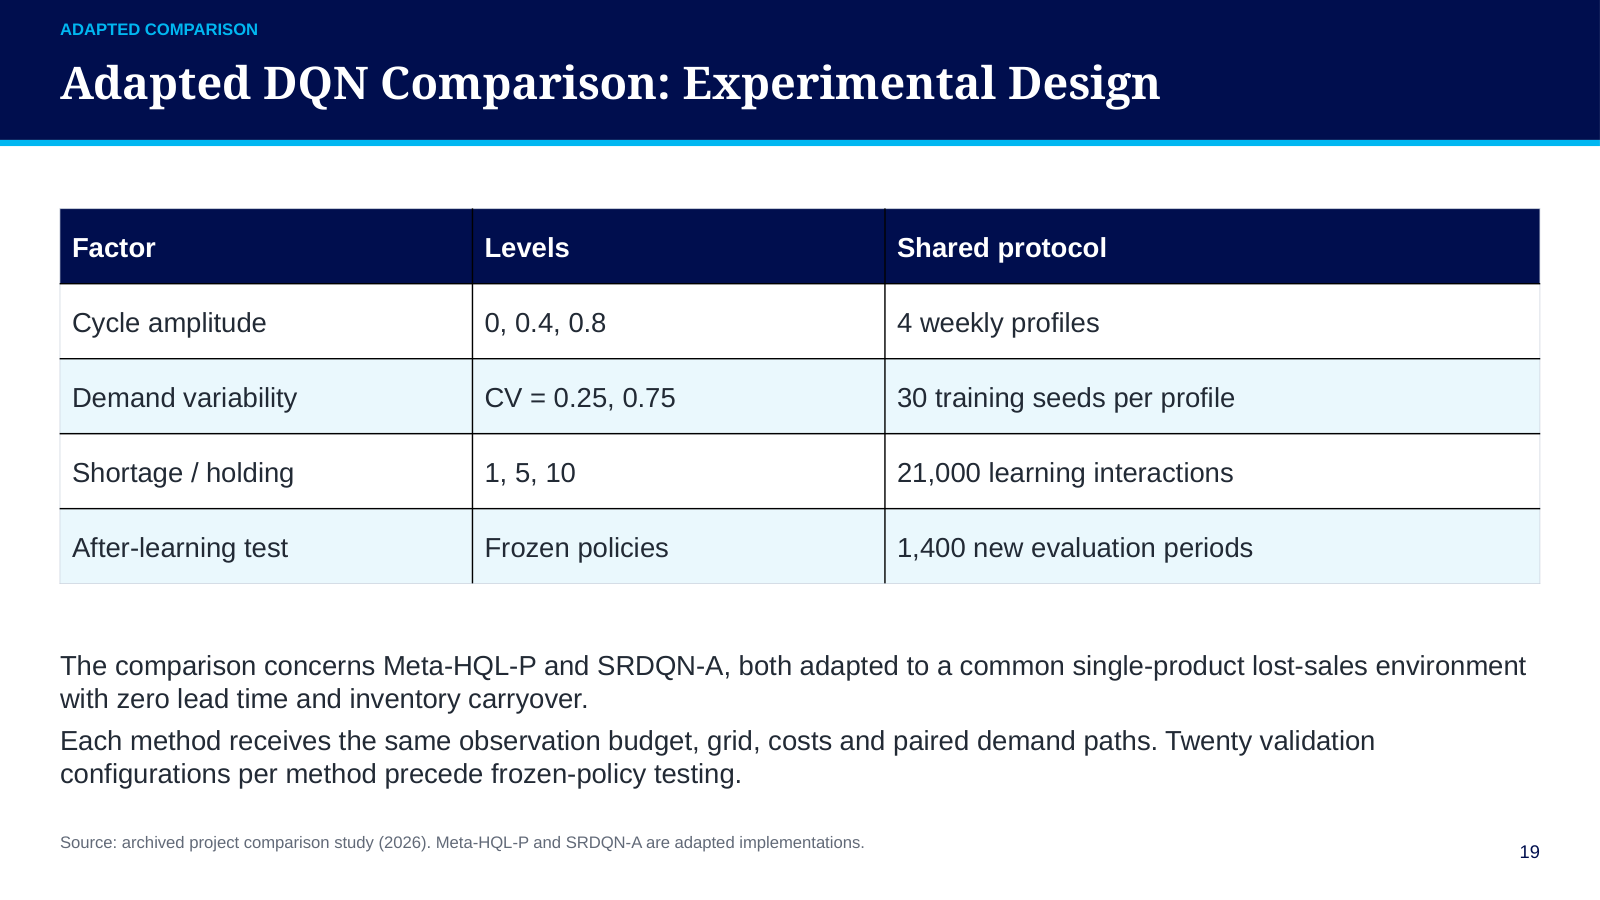 ADAPTED COMPARISON
Adapted DQN Comparison: Experimental Design
Factor Levels Shared protocol
Cycle amplitude 0, 0.4, 0.8 4 weekly profiles
Demand variability CV = 0.25, 0.75 30 training seeds per profile
Shortage / holding 1, 5, 10 21,000 learning interactions
After-learning test Frozen policies 1,400 new evaluation periods
The comparison concerns Meta-HQL-P and SRDQN-A, both adapted to a common single-product lost-sales environment
with zero lead time and inventory carryover.
Each method receives the same observation budget, grid, costs and paired demand paths. Twenty validation
configurations per method precede frozen-policy testing.
Source: archived project comparison study (2026). Meta-HQL-P and SRDQN-A are adapted implementations.
19